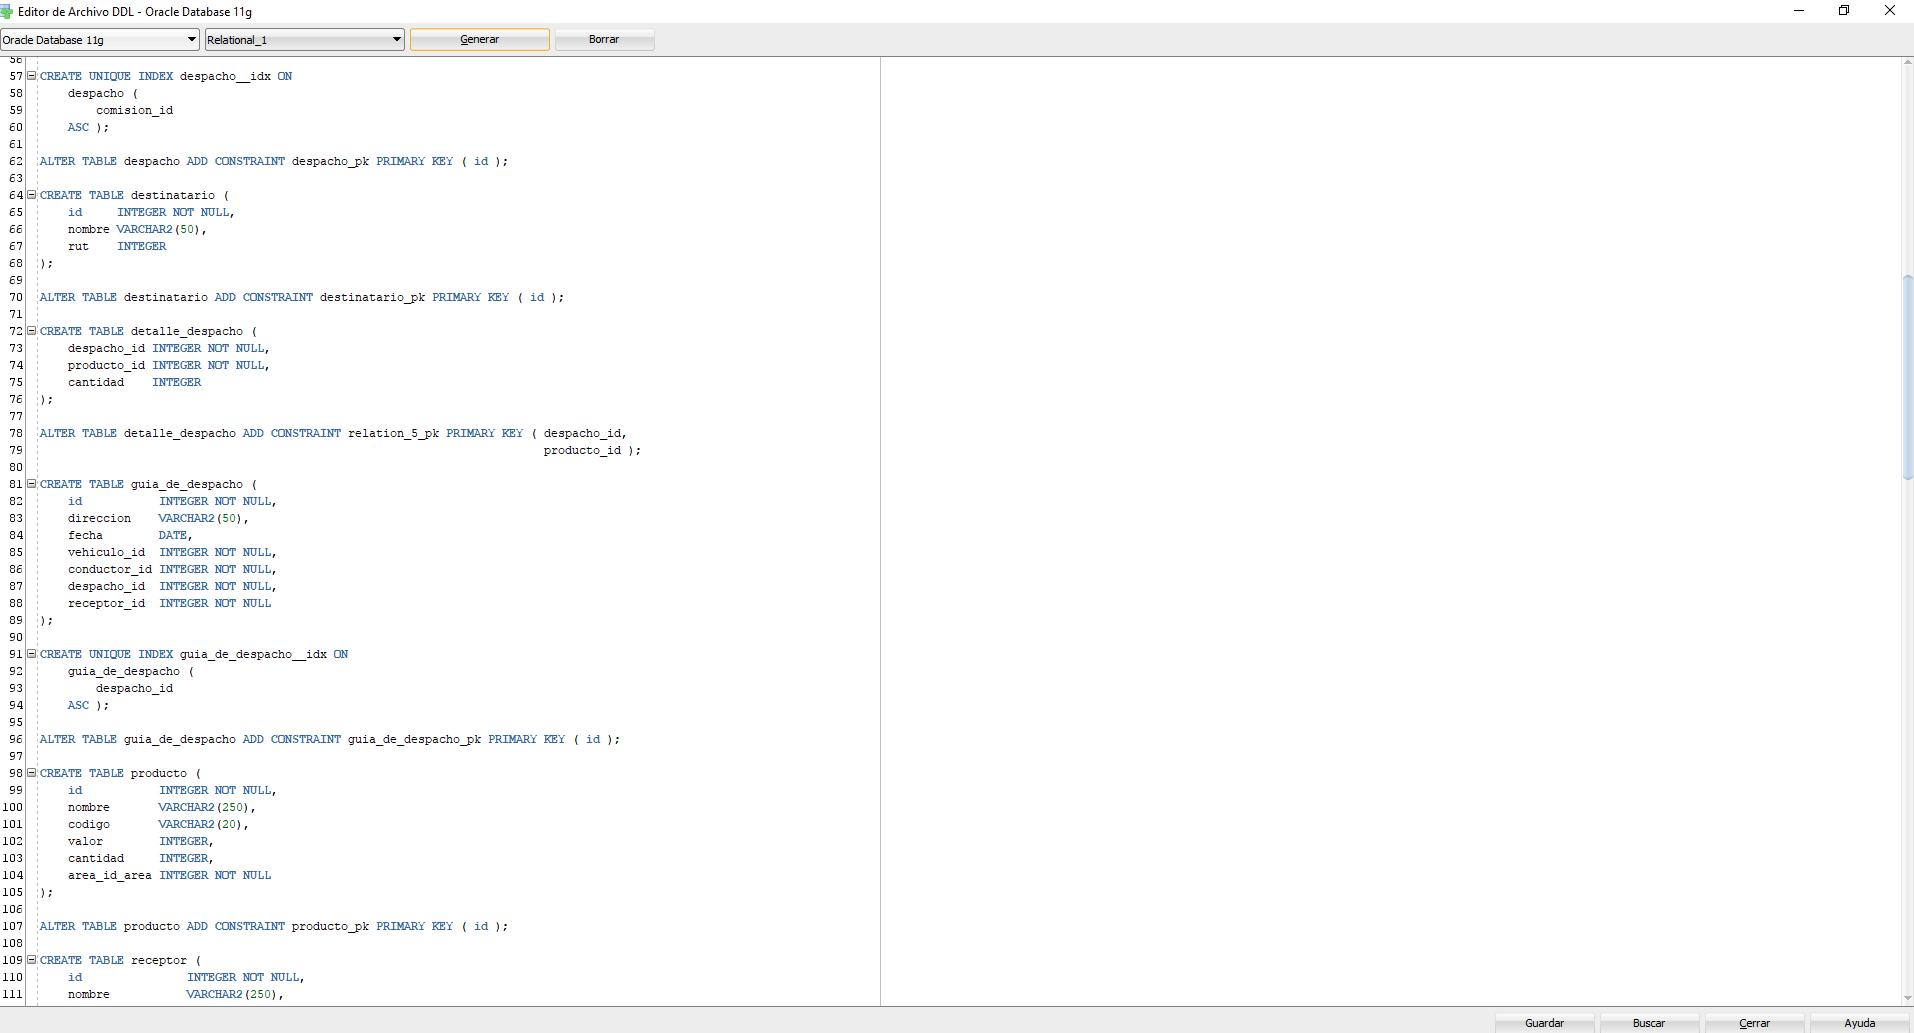 Editor de Archivo DDL - Oracle Database 11g
Oracle Database 11g Relational_1 Generar Borrar
56
57 CREATE UNIQUE INDEX despacho__idx ON
58 despacho (
59 comision_id
60 ASC );
61
62 ALTER TABLE despacho ADD CONSTRAINT despacho_pk PRIMARY KEY ( id );
63
64 CREATE TABLE destinatario (
65 id INTEGER NOT NULL,
66 nombre VARCHAR2(50),
67 rut INTEGER
68 );
69
70 ALTER TABLE destinatario ADD CONSTRAINT destinatario_pk PRIMARY KEY ( id );
71
72 CREATE TABLE detalle_despacho (
73 despacho_id INTEGER NOT NULL,
74 producto_id INTEGER NOT NULL,
75 cantidad INTEGER
76 );
77
78 ALTER TABLE detalle_despacho ADD CONSTRAINT relation_5_pk PRIMARY KEY ( despacho_id,
79 producto_id );
80
81 CREATE TABLE guia_de_despacho (
82 id INTEGER NOT NULL,
83 direccion VARCHAR2(50),
84 fecha DATE,
85 vehiculo_id INTEGER NOT NULL,
86 conductor_id INTEGER NOT NULL,
87 despacho_id INTEGER NOT NULL,
88 receptor_id INTEGER NOT NULL
89 );
90
91 CREATE UNIQUE INDEX guia_de_despacho__idx ON
92 guia_de_despacho (
93 despacho_id
94 ASC );
95
96 ALTER TABLE guia_de_despacho ADD CONSTRAINT guia_de_despacho_pk PRIMARY KEY ( id );
97
98 CREATE TABLE producto (
99 id INTEGER NOT NULL,
100 nombre VARCHAR2(250),
101 codigo VARCHAR2(20),
102 valor INTEGER,
103 cantidad INTEGER,
104 area_id_area INTEGER NOT NULL
105 );
106
107 ALTER TABLE producto ADD CONSTRAINT producto_pk PRIMARY KEY ( id );
108
109 CREATE TABLE receptor (
110 id INTEGER NOT NULL,
111 nombre VARCHAR2(250),
Guardar Buscar Cerrar Ayuda